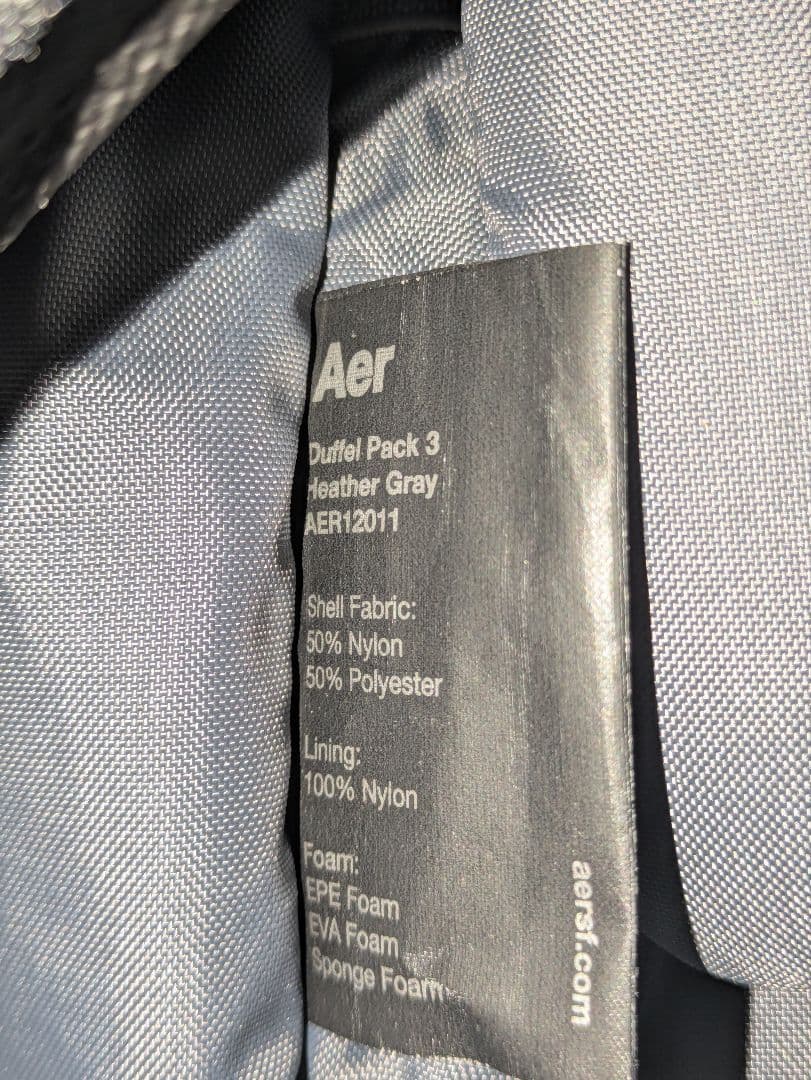 Aer
Duffel Pack 3
Heather Gray
AER12011
Shell Fabric:
50% Nylon
50% Polyester
Lining:
100% Nylon
Foam:
EPE Foam
EVA Foam
Sponge Foam
aersf.com